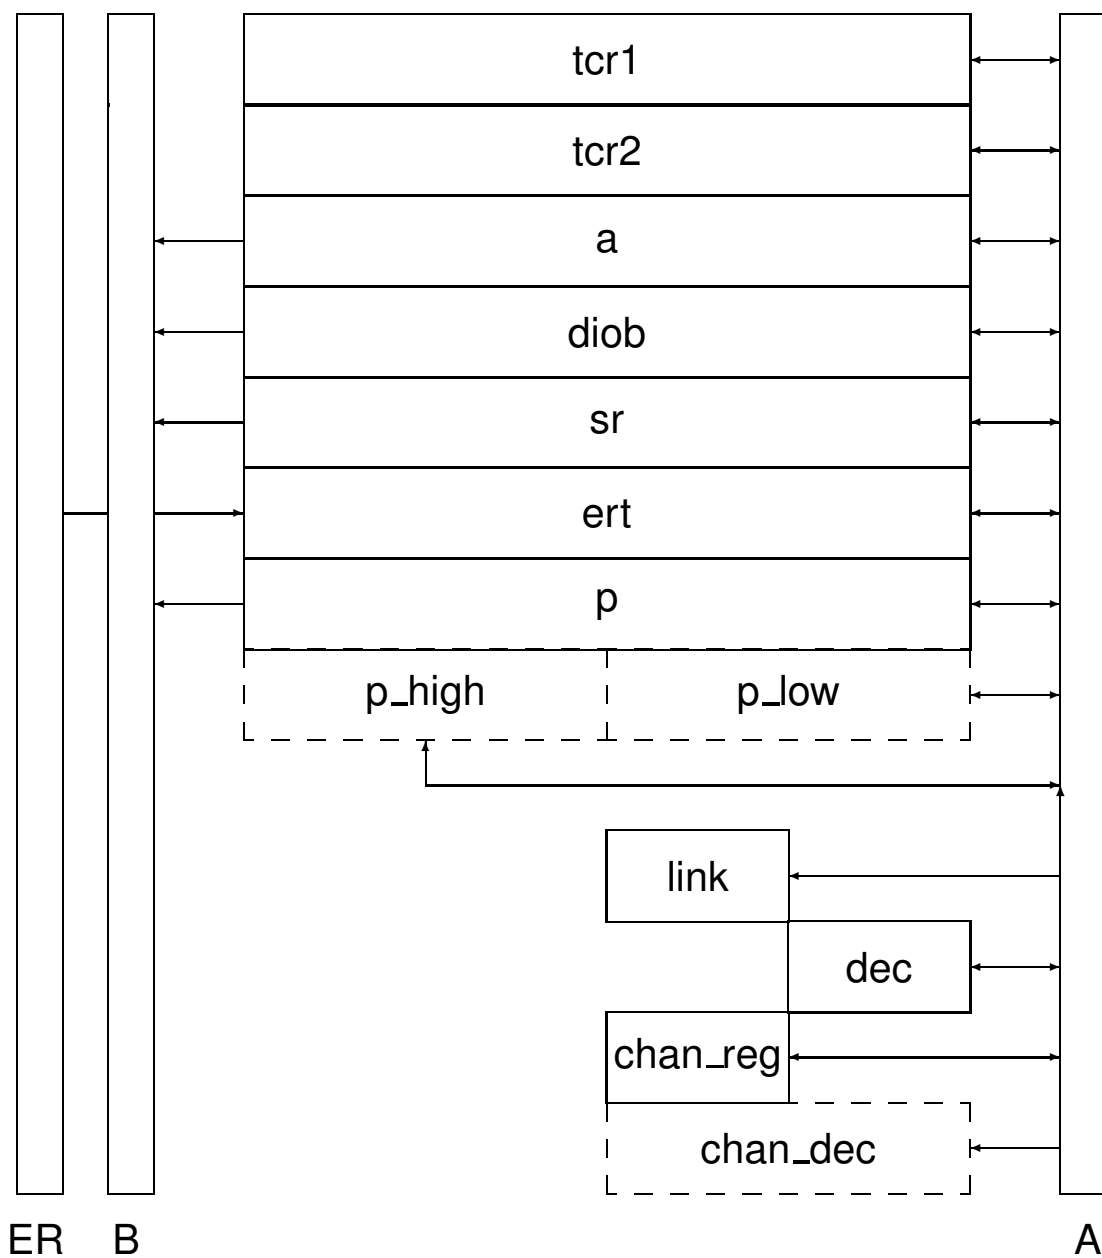 tcr1
tcr2
a
diob
sr
ert
p
p_high p_low
link
dec
chan_reg
chan_dec
ER B A